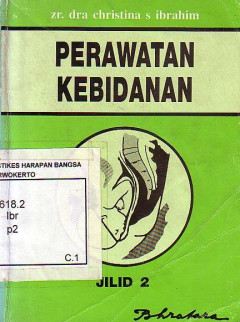 zr. dra christina s ibrahim
PERAWATAN
KEBIDANAN
STIKES HARAPAN BANGSA
RWOKERTO
618.2
Ibr
p2
C.1
JILID 2
Bhratara